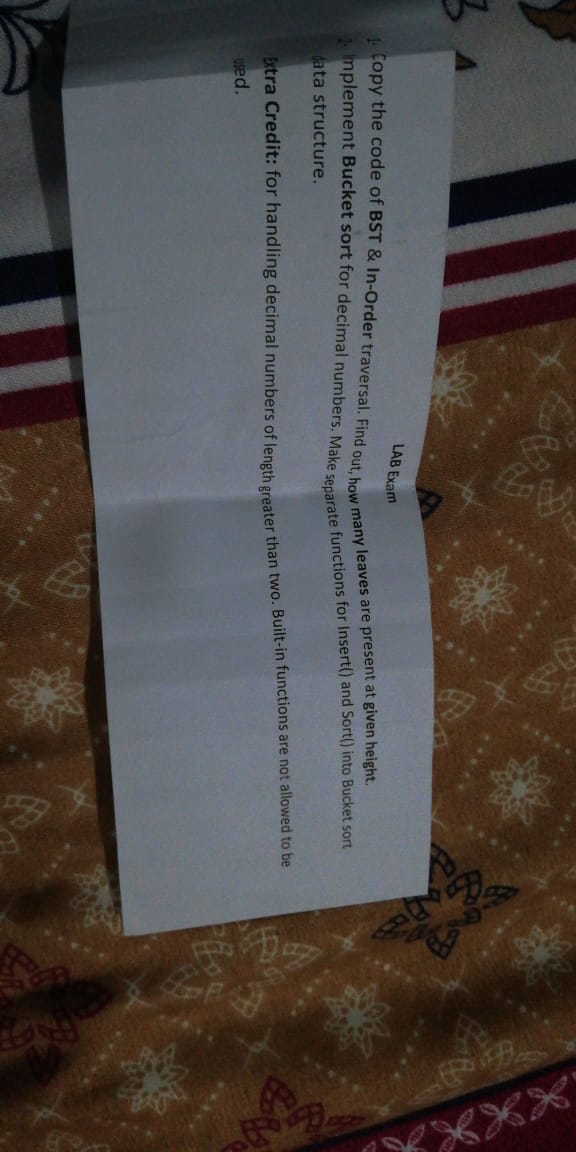 LAB Exam
1- Copy the code of BST & In-Order traversal. Find out, how many leaves are present at given height.
2- Implement Bucket sort for decimal numbers. Make separate functions for Insert() and Sort() into Bucket sort
data structure.
Extra Credit: for handling decimal numbers of length greater than two. Built-in functions are not allowed to be
used.